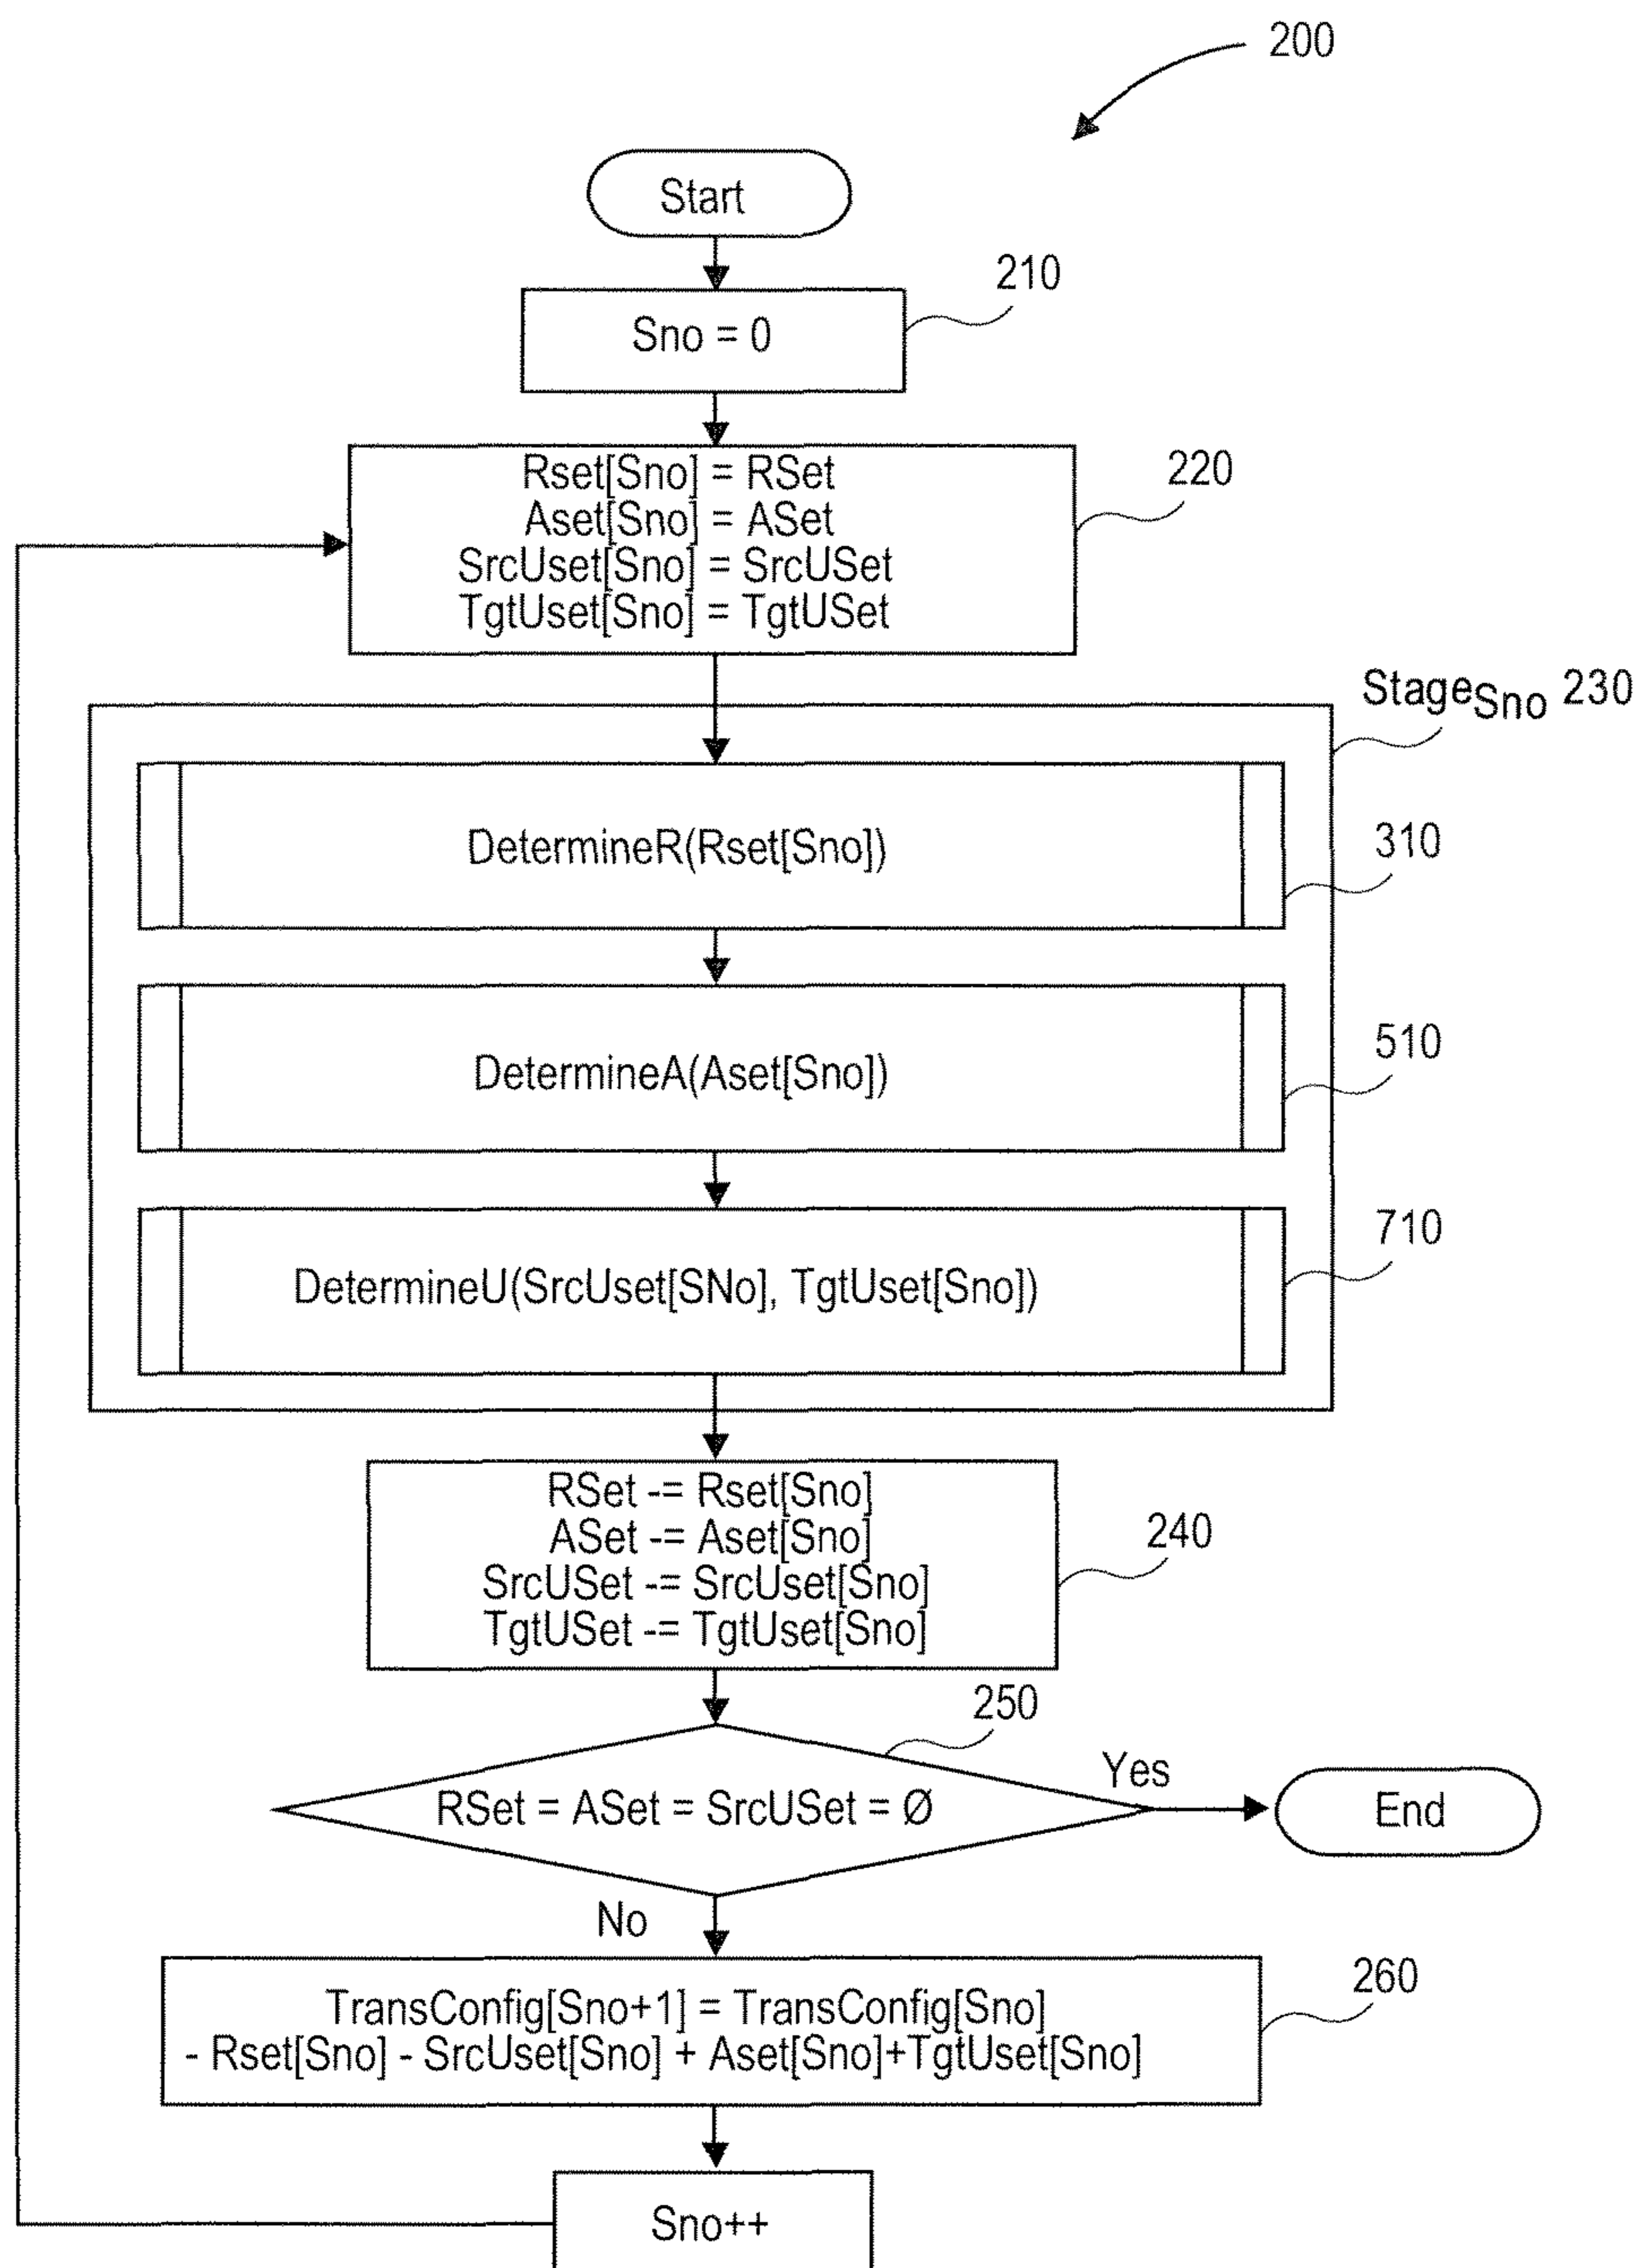 200
Start
210
Sno = 0
220
Rset[Sno] = RSet
Aset[Sno] = ASet
SrcUset[Sno] = SrcUSet
TgtUset[Sno] = TgtUSet
StageSno 230
DetermineR(Rset[Sno])
310
DetermineA(Aset[Sno])
510
DetermineU(SrcUset[SNo], TgtUset[Sno])
710
RSet -= Rset[Sno]
ASet -= Aset[Sno]
SrcUSet -= SrcUset[Sno]
TgtUSet -= TgtUset[Sno]
240
250
RSet = ASet = SrcUSet = Ø
Yes
End
No
260
TransConfig[Sno+1] = TransConfig[Sno]
- Rset[Sno] - SrcUset[Sno] + Aset[Sno]+TgtUset[Sno]
Sno++